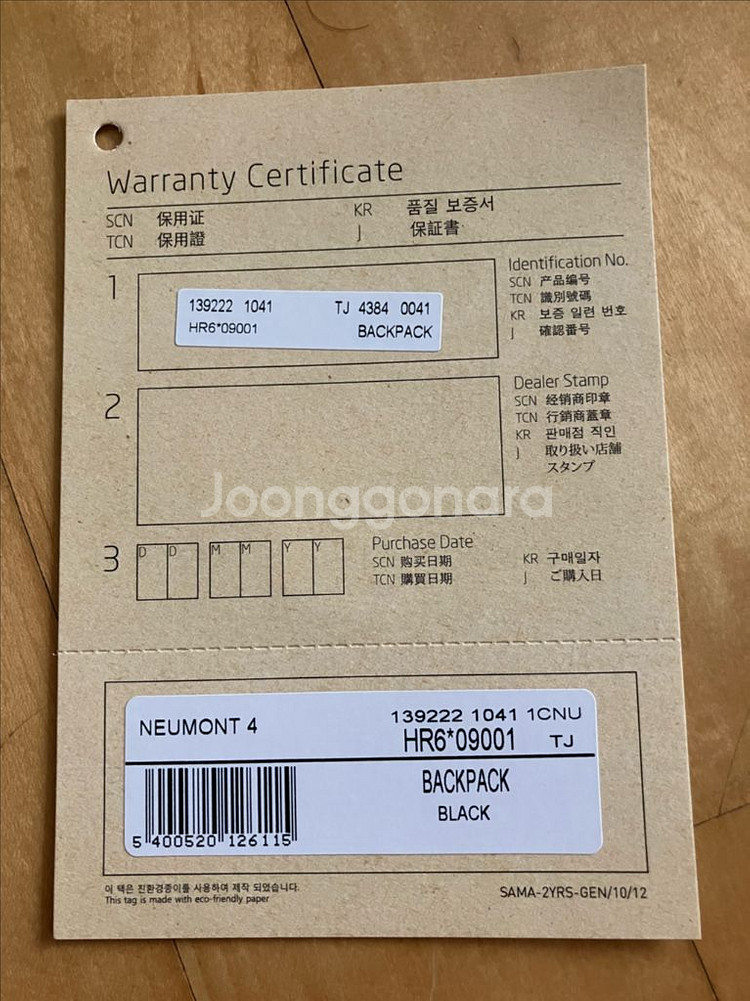 Warranty Certificate
SCN 保用证 KR 품질 보증서
TCN 保用證 J 保証書
1
139222 1041 TJ 4384 0041
HR6*09001 BACKPACK
Identification No.
SCN 产品编号
TCN 識別號碼
KR 보증 일련 번호
J 確認番号
2
Dealer Stamp
SCN 经销商印章
TCN 行銷商蓋章
KR 판매점 직인
J 取り扱い店舗
スタンプ
Joonggonara
3
D D M M Y Y
Purchase Date
SCN 购买日期 KR 구매일자
TCN 購買日期 J ご購入日
NEUMONT 4
139222 1041 1CNU
HR6*09001 TJ
BACKPACK
BLACK
5 400520 126115
이 택은 친환경종이를 사용하여 제작 되었습니다.
This tag is made with eco-friendly paper
SAMA-2YRS-GEN/10/12